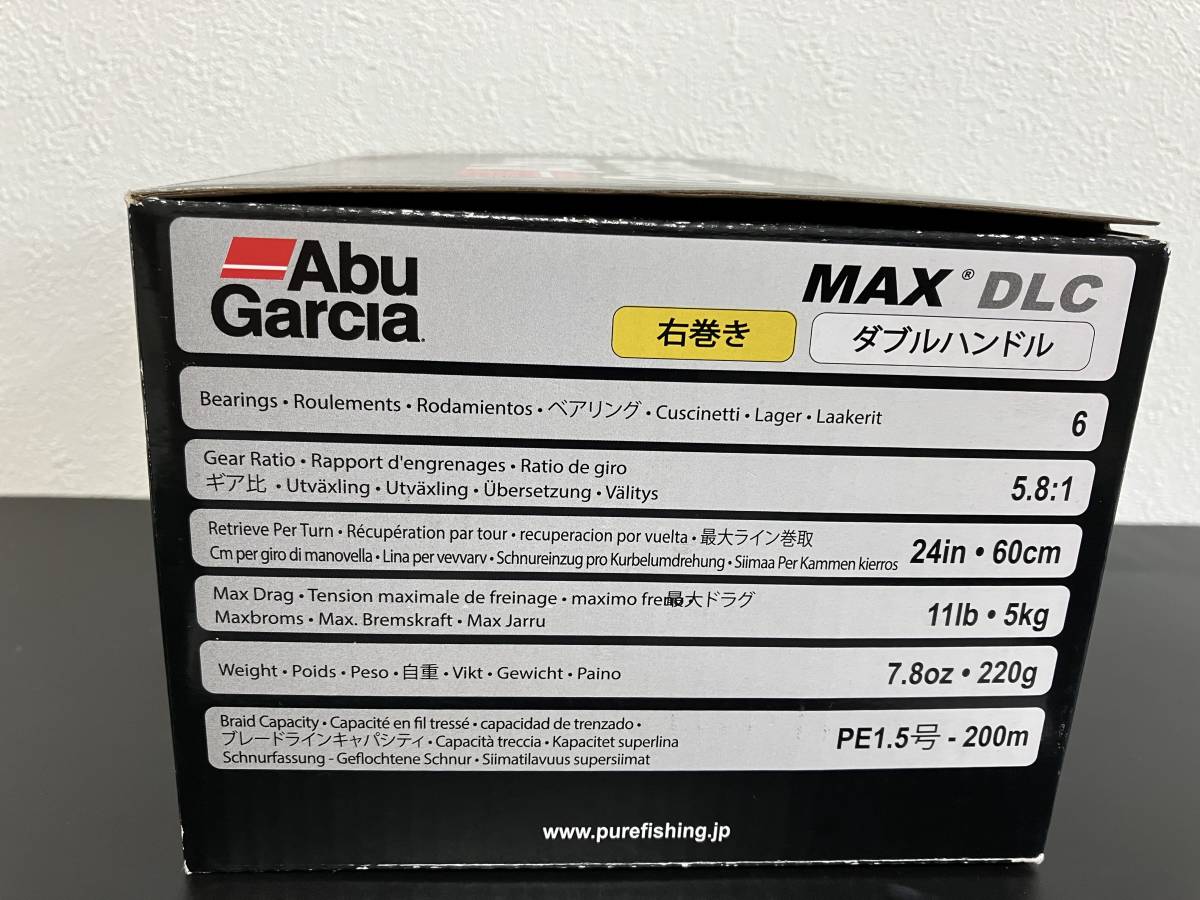 Abu
Garcia®
MAX® DLC
右巻き
ダブルハンドル
Bearings • Roulements • Rodamientos • ベアリング • Cuscinetti • Lager • Laakerit
6
Gear Ratio • Rapport d'engrenages • Ratio de giro
ギア比 • Utväxling • Utväxling • Übersetzung • Välitys
5.8:1
Retrieve Per Turn • Récupération par tour • recuperacion por vuelta • 最大ライン巻取
Cm per giro di manovella • Lina per vevvarv • Schnureinzug pro Kurbelumdrehung • Siimaa Per Kammen kierros
24in • 60cm
Max Drag • Tension maximale de freinage • maximo freno 最大ドラグ
Maxbroms • Max. Bremskraft • Max Jarru
11lb • 5kg
Weight • Poids • Peso • 自重 • Vikt • Gewicht • Paino
7.8oz • 220g
Braid Capacity • Capacité en fil tressé • capacidad de trenzado •
ブレードラインキャパシティ • Capacità treccia • Kapacitet superlina
Schnurfassung - Geflochtene Schnur • Siimatilavuus supersiimat
PE1.5号 - 200m
www.purefishing.jp